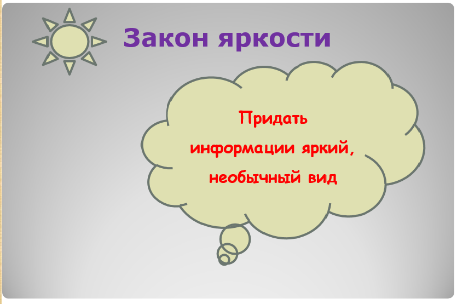 Закон яркости
Придать
информации яркий,
необычный вид